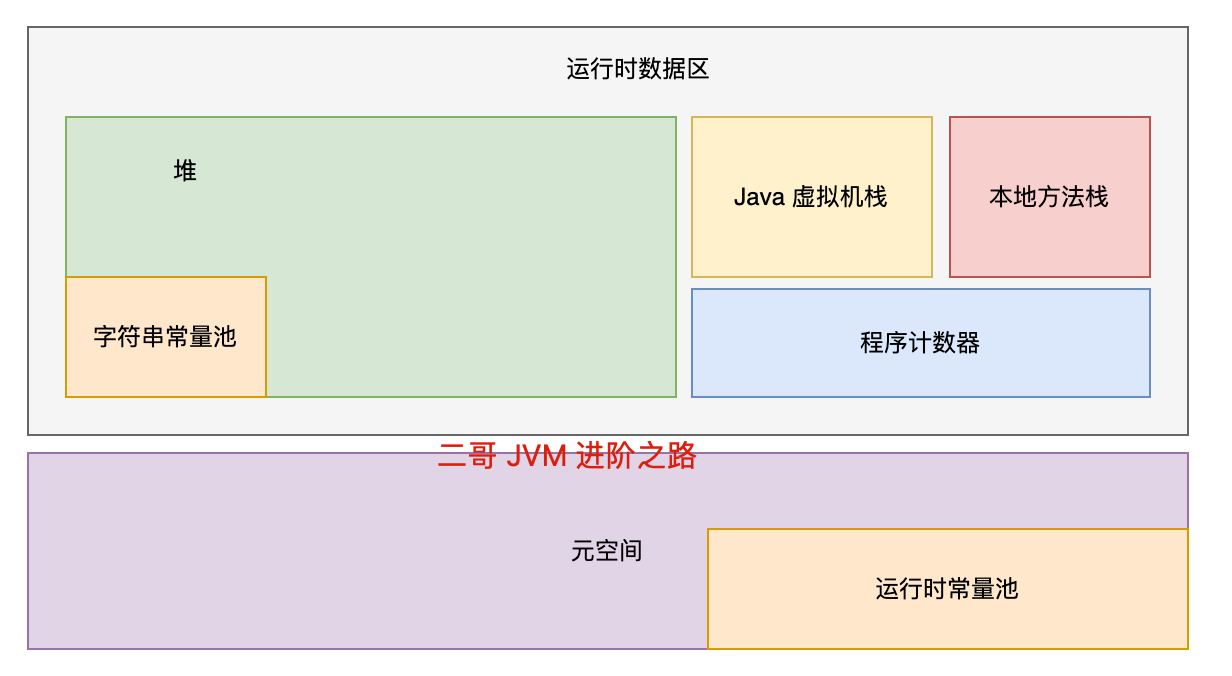 运行时数据区
堆
Java 虚拟机栈
本地方法栈
字符串常量池
程序计数器
二哥 JVM 进阶之路
元空间
运行时常量池